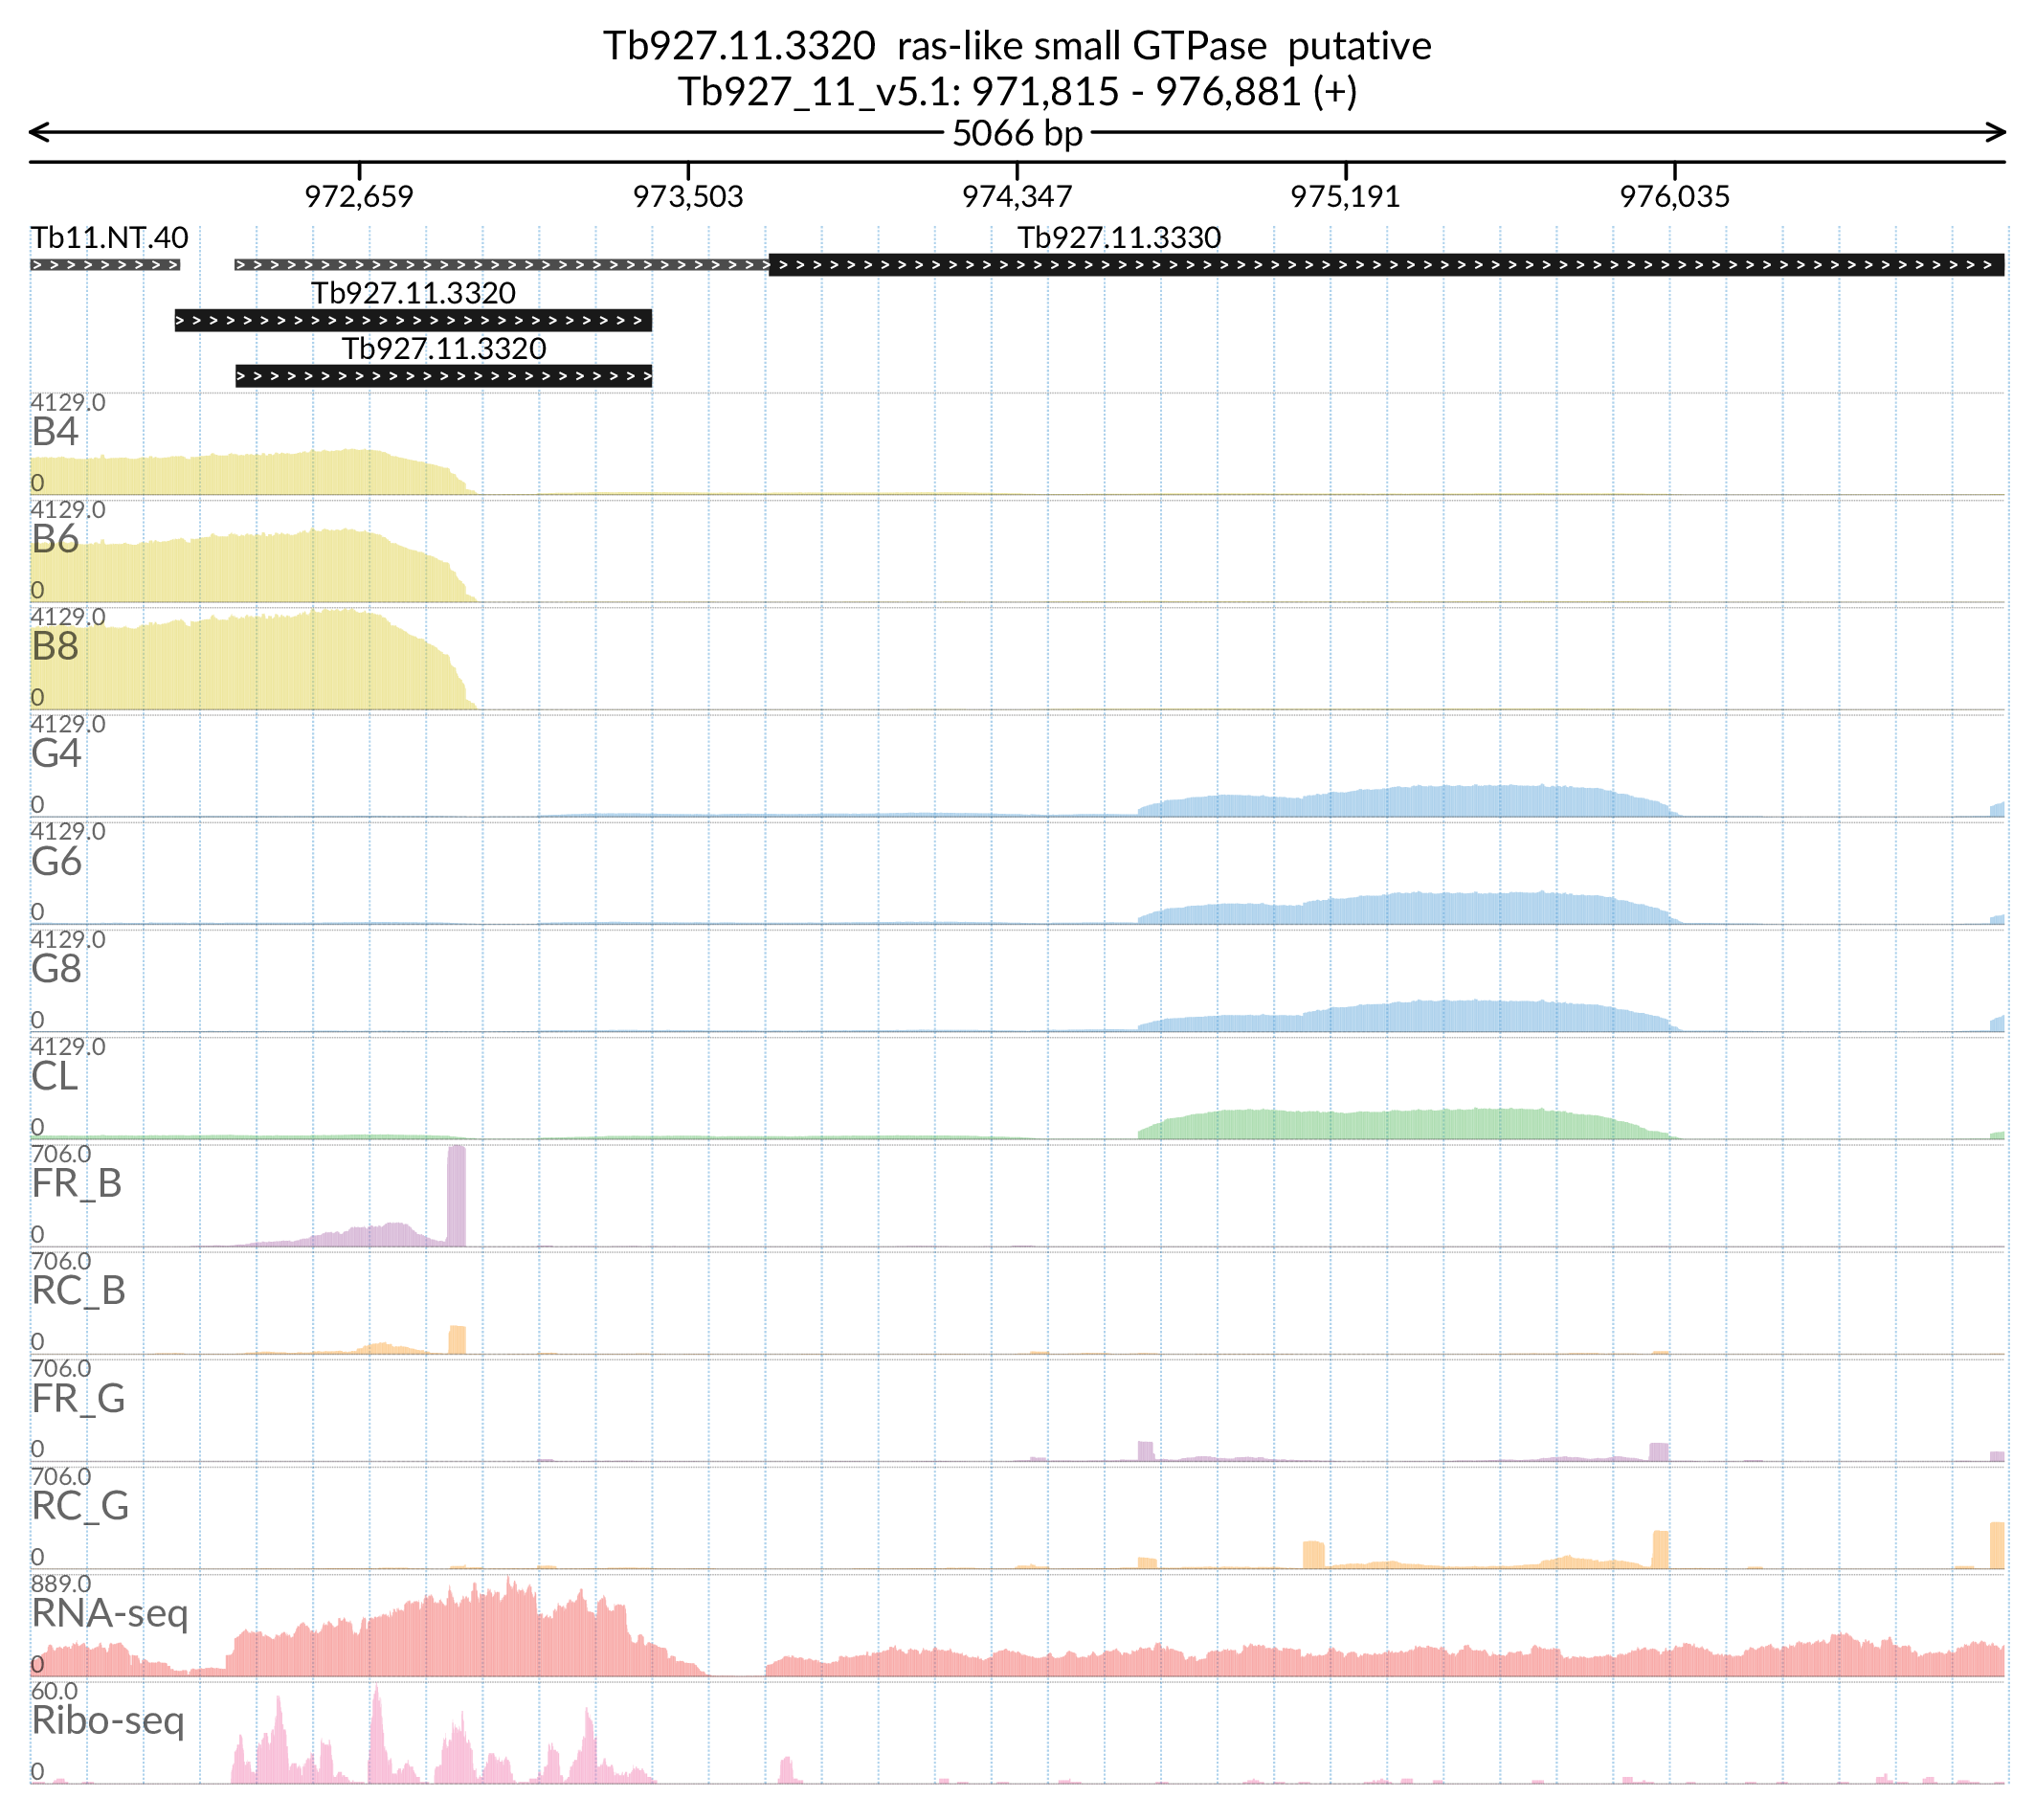 Tb927.11.3320  ras-like small GTPase  putative
Tb927_11_v5.1: 971,815 - 976,881 (+)
5066 bp
972,659 973,503 974,347 975,191 976,035
Tb11.NT.40 Tb927.11.3330
Tb927.11.3320
Tb927.11.3320
4129.0
B4
0
4129.0
B6
0
4129.0
B8
0
4129.0
G4
0
4129.0
G6
0
4129.0
G8
0
4129.0
CL
0
706.0
FR_B
0
706.0
RC_B
0
706.0
FR_G
0
706.0
RC_G
0
889.0
RNA-seq
0
60.0
Ribo-seq
0